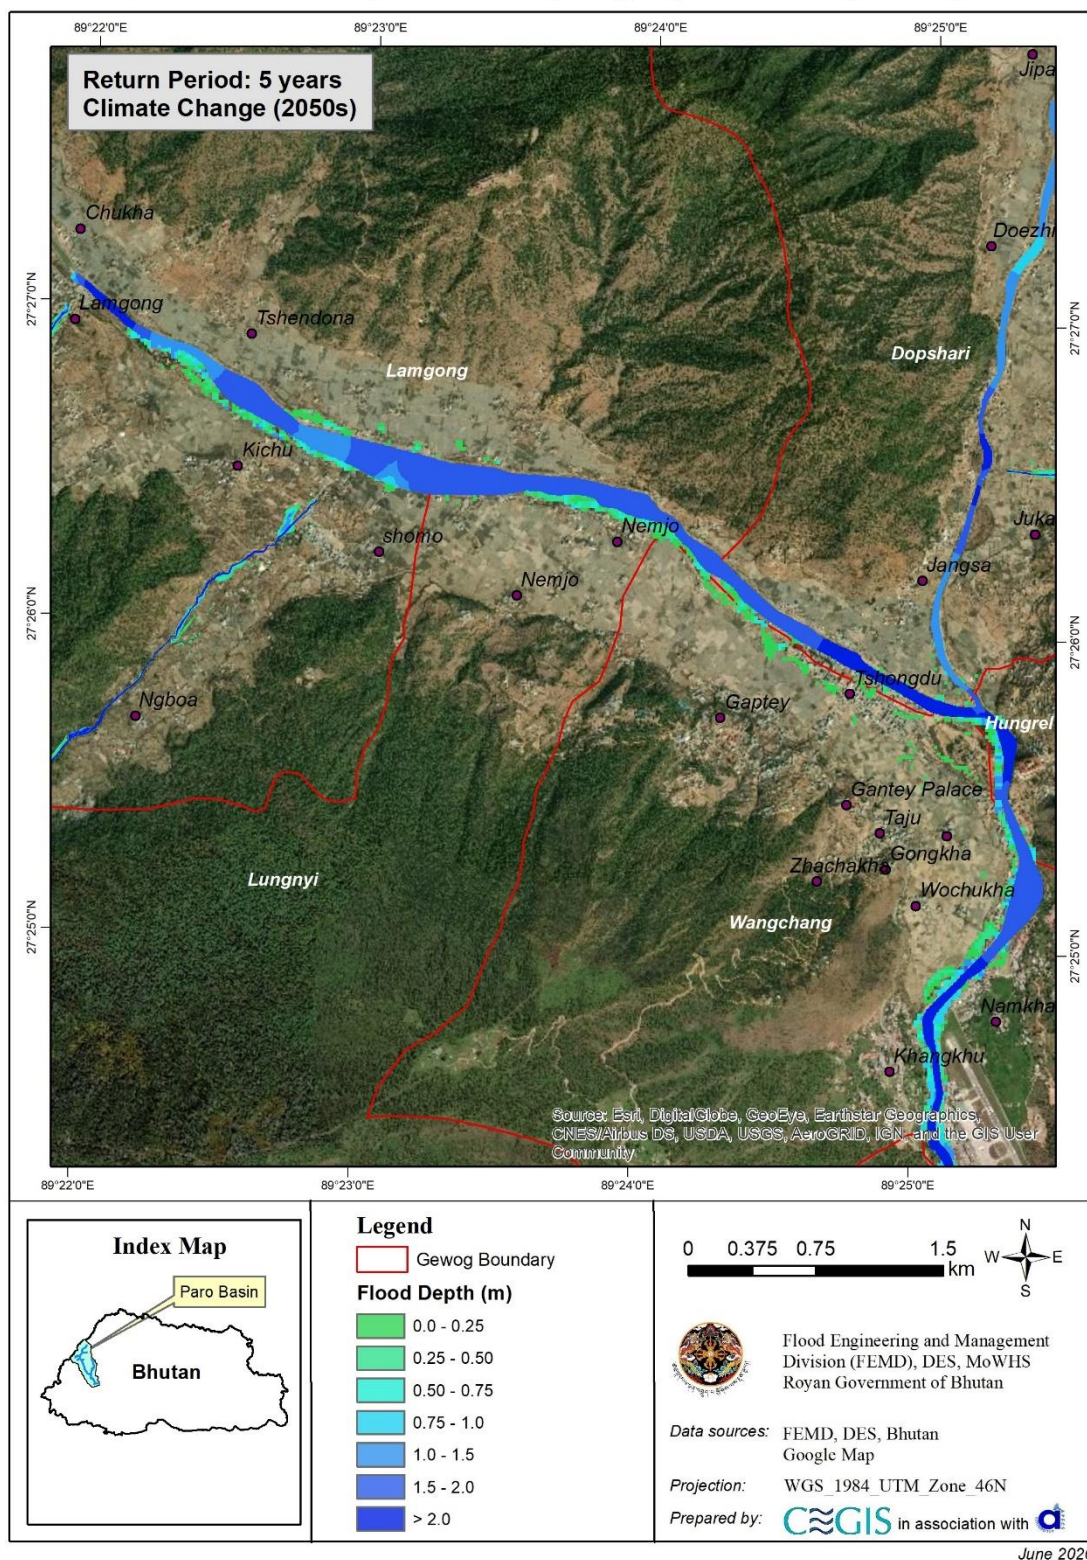 89°22'0"E 89°23'0"E 89°24'0"E 89°25'0"E
Return Period: 5 years
Climate Change (2050s)
Jipa
Chukha
Doezhi
27°27'0"N
Lamgong
Tshendona
27°27'0"N
Lamgong
Dopshari
Kichu
Nemjo
Juka
shomo
Jangsa
Nemjo
27°26'0"N
27°26'0"N
Ngboa
Tshongdu
Gaptey
Hungrel
Gantey Palace
Taju
Gongkha
Zhachakha
Lungnyi
Wochukha
Wangchang
27°25'0"N
27°25'0"N
Namkha
Khangkhu
Source: Esri, DigitalGlobe, GeoEye, Earthstar Geographics,
CNES/Airbus DS, USDA, USGS, AeroGRID, IGN, and the GIS User
Community
89°22'0"E 89°23'0"E 89°24'0"E 89°25'0"E
Index Map
Paro Basin
Bhutan
Legend
Gewog Boundary
Flood Depth (m)
0.0 - 0.25
0.25 - 0.50
0.50 - 0.75
0.75 - 1.0
1.0 - 1.5
1.5 - 2.0
> 2.0
0 0.375 0.75 1.5
km
N
W E
S
Flood Engineering and Management
Division (FEMD), DES, MoWHS
Royan Government of Bhutan
Data sources: FEMD, DES, Bhutan
Google Map
Projection: WGS_1984_UTM_Zone_46N
Prepared by: CEGIS in association with a
June 2020